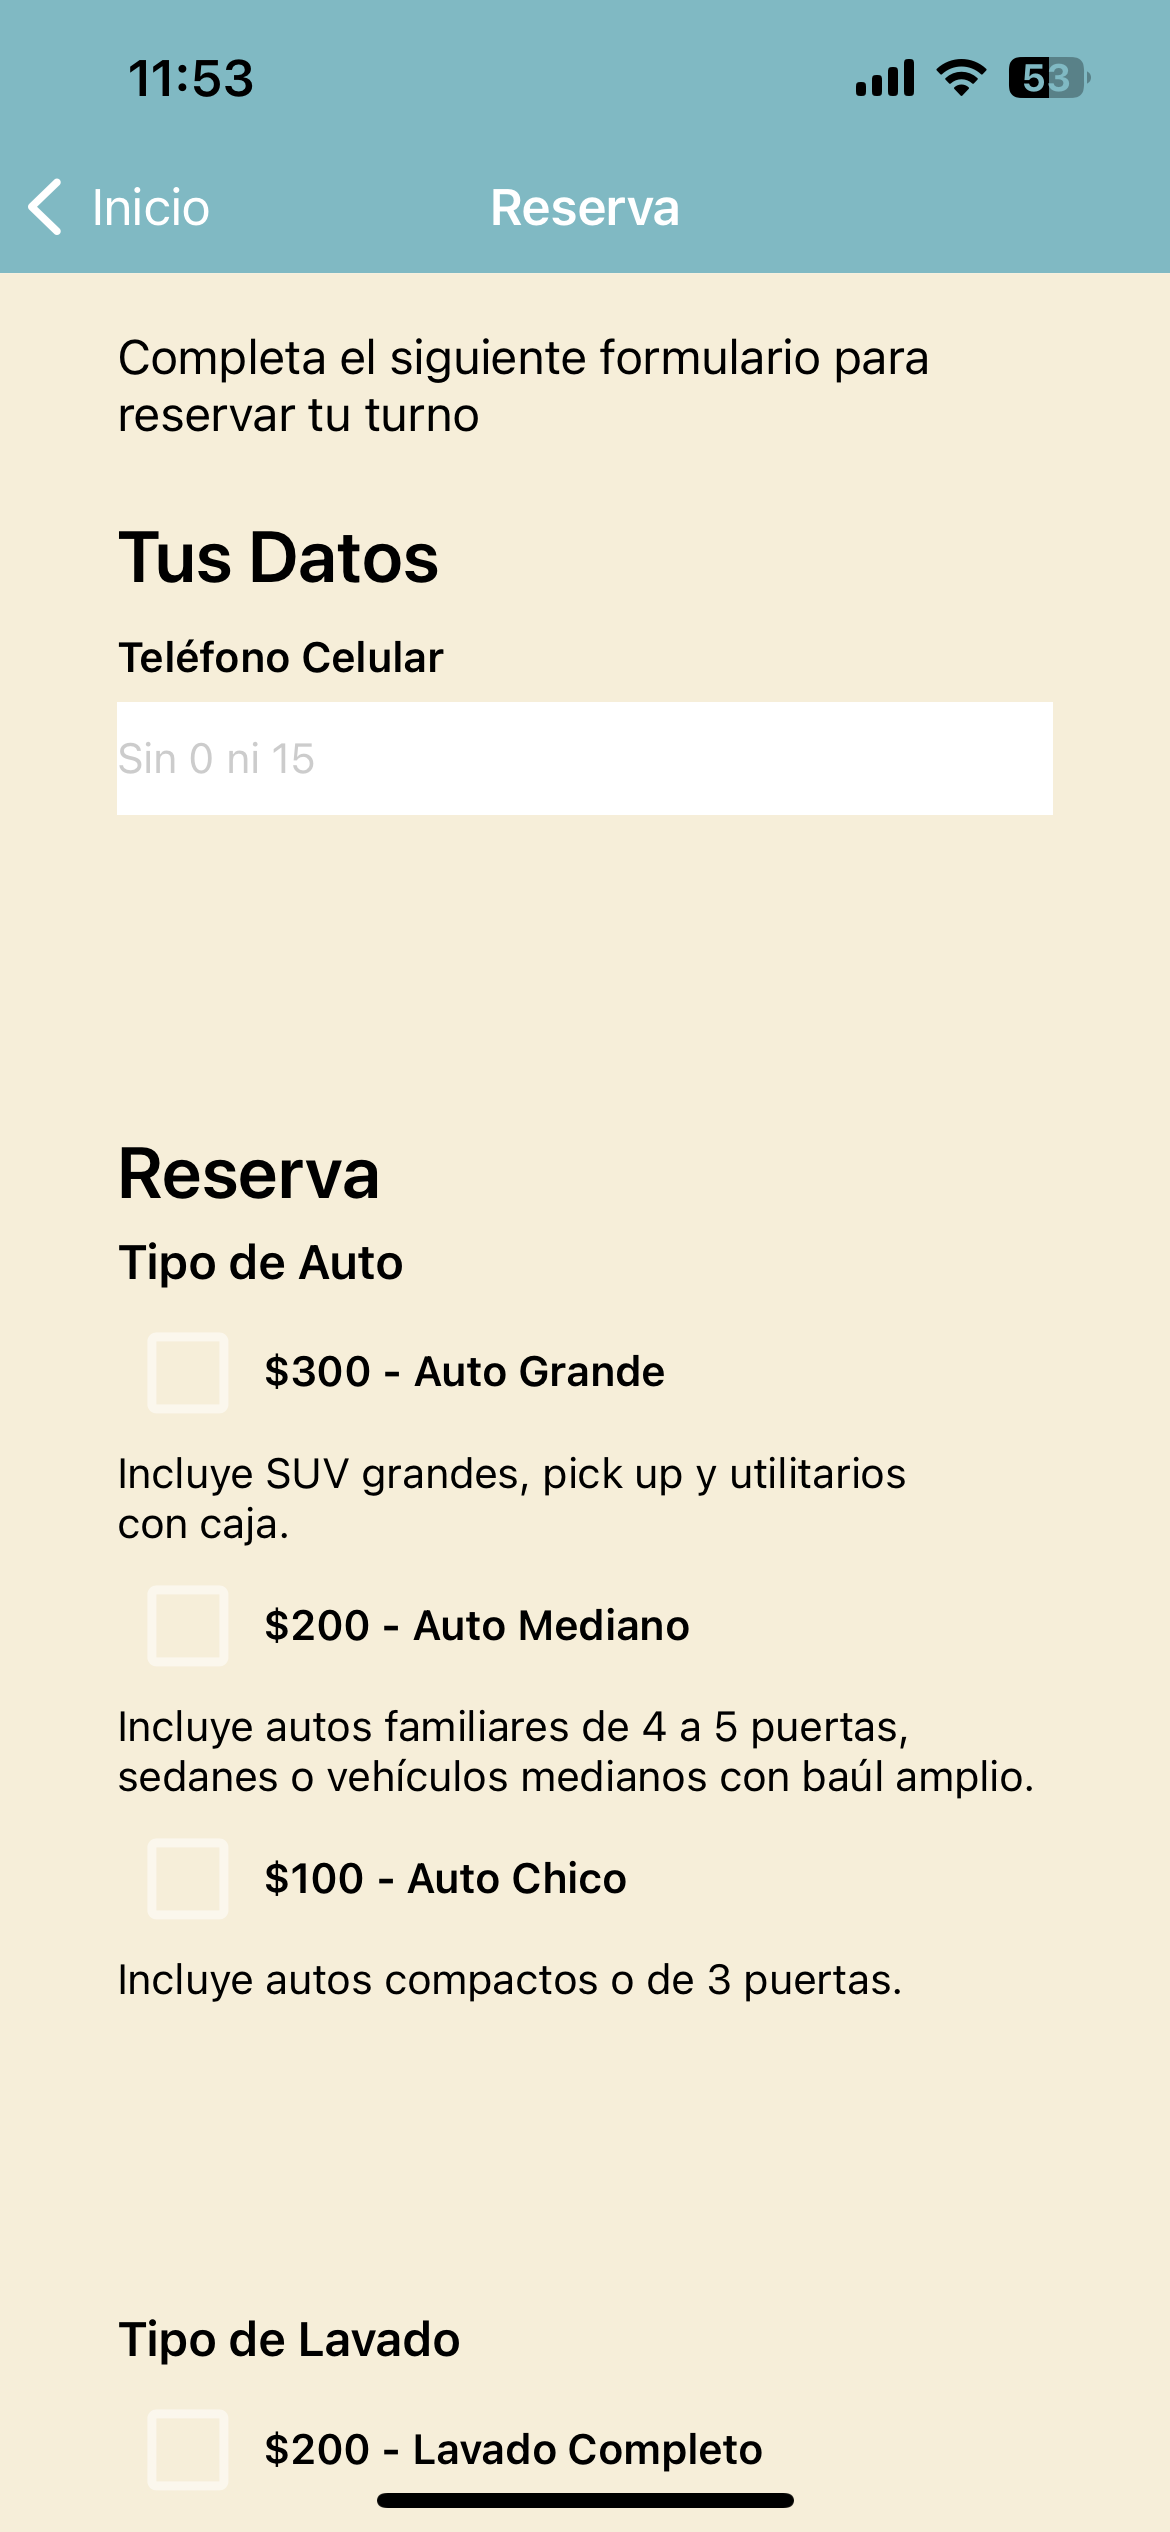 11:53
53
Inicio
Reserva
Completa el siguiente formulario para
reservar tu turno
Tus Datos
Teléfono Celular
Sin 0 ni 15
Reserva
Tipo de Auto
$300 - Auto Grande
Incluye SUV grandes, pick up y utilitarios
con caja.
$200 - Auto Mediano
Incluye autos familiares de 4 a 5 puertas,
sedanes o vehículos medianos con baúl amplio.
$100 - Auto Chico
Incluye autos compactos o de 3 puertas.
Tipo de Lavado
$200 - Lavado Completo